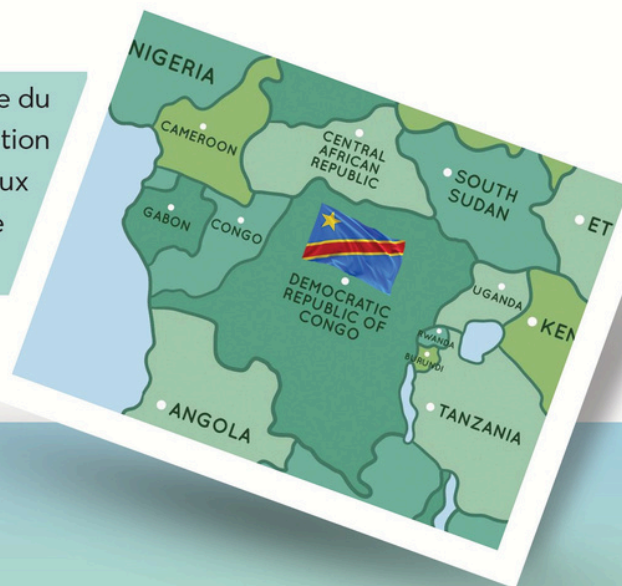 e du
tion
ux
e
NIGERIA
CAMEROON
CENTRAL
AFRICAN
REPUBLIC
SOUTH
SUDAN
ET
GABON
CONGO
DEMOCRATIC
REPUBLIC OF
CONGO
UGANDA
KEN
RWANDA
BURUNDI
TANZANIA
ANGOLA